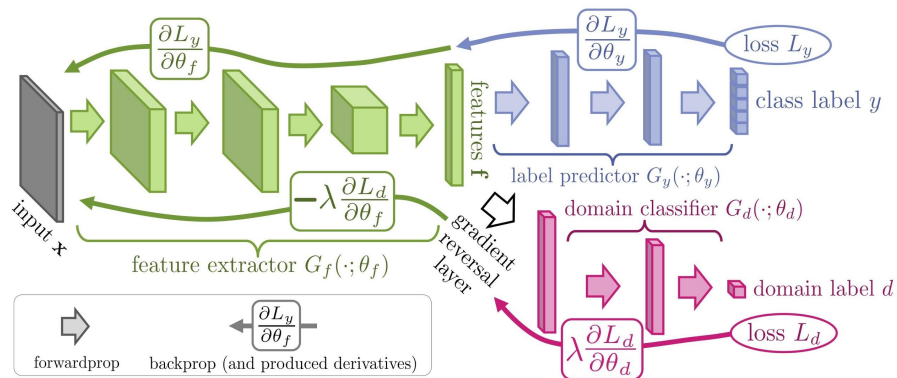 ∂L_y/∂θ_f
∂L_y/∂θ_y
loss L_y
features f
class label y
label predictor G_y(·;θ_y)
−λ ∂L_d/∂θ_f
input x
feature extractor G_f(·;θ_f)
gradient
reversal
layer
domain classifier G_d(·;θ_d)
domain label d
λ ∂L_d/∂θ_d
loss L_d
∂L_y/∂θ_f
forwardprop
backprop (and produced derivatives)